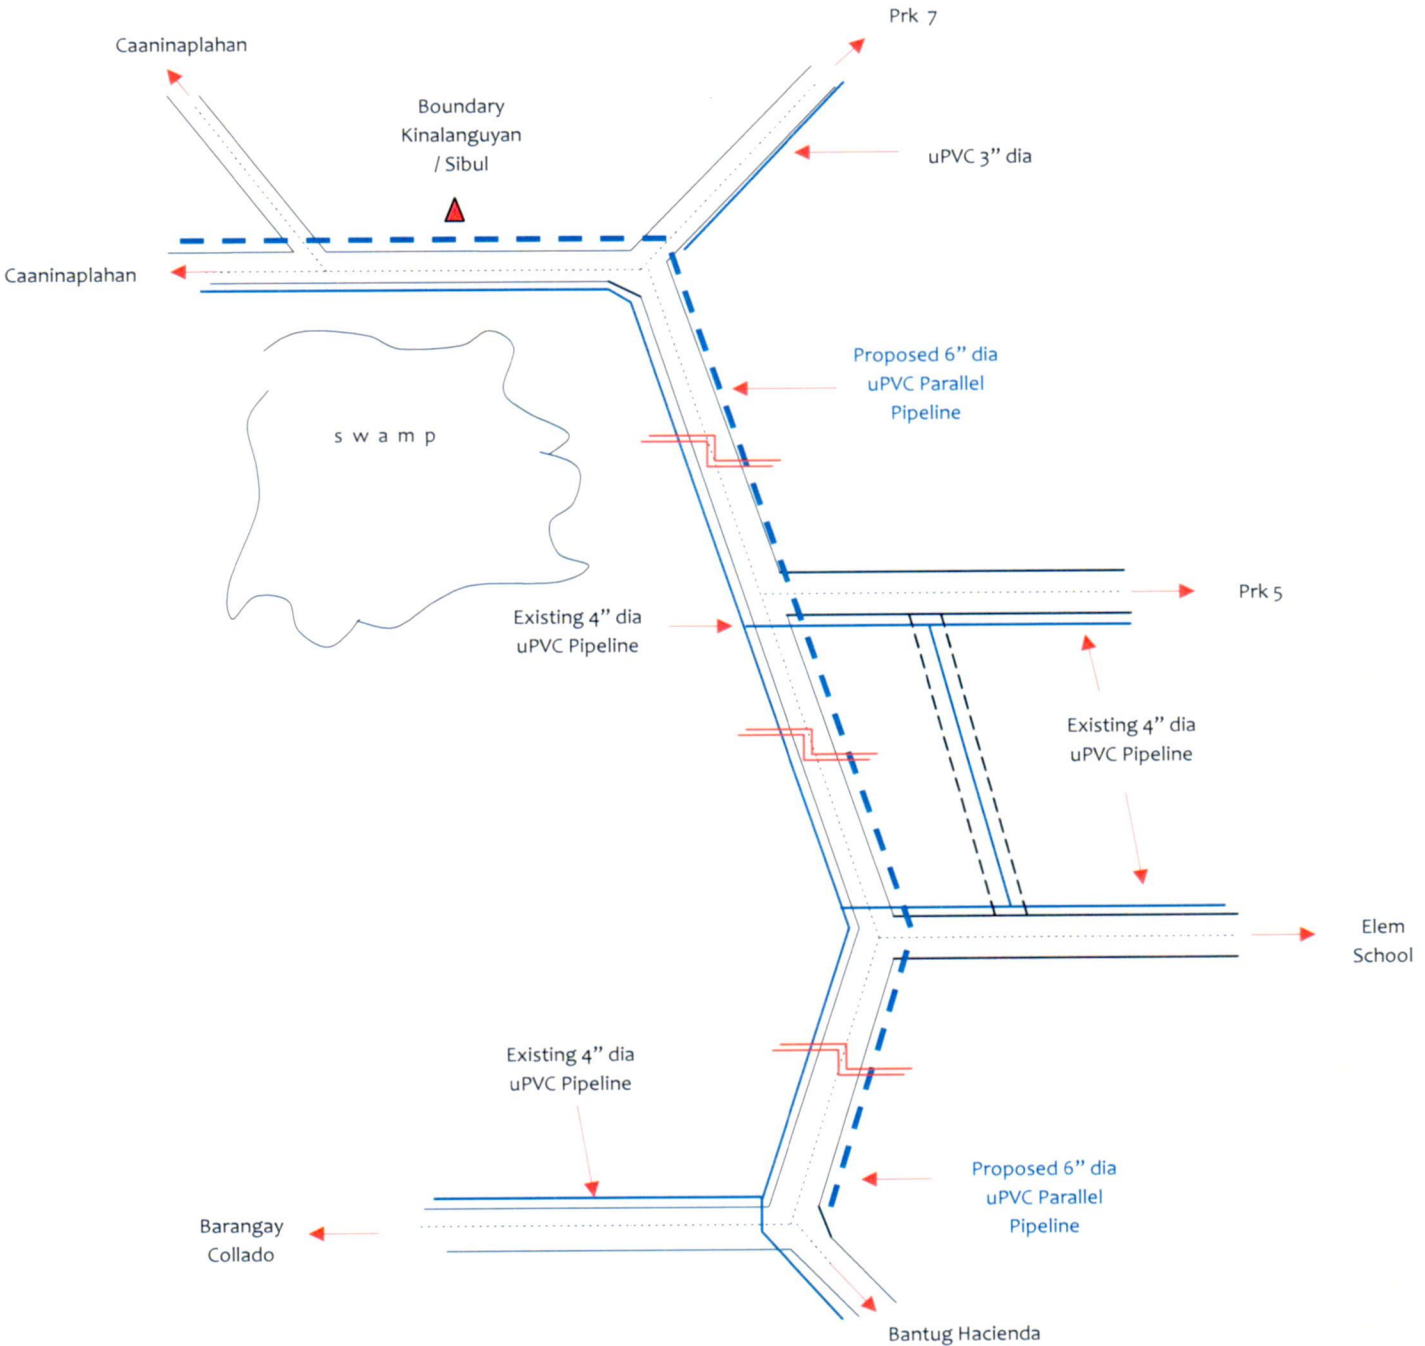 Prk 7
Caaninaplahan
Boundary
Kinalanguyan
/ Sibul
uPVC 3” dia
Caaninaplahan
Proposed 6” dia
uPVC Parallel
Pipeline
swamp
Prk 5
Existing 4” dia
uPVC Pipeline
Existing 4” dia
uPVC Pipeline
Elem
School
Existing 4” dia
uPVC Pipeline
Proposed 6” dia
uPVC Parallel
Pipeline
Barangay
Collado
Bantug Hacienda